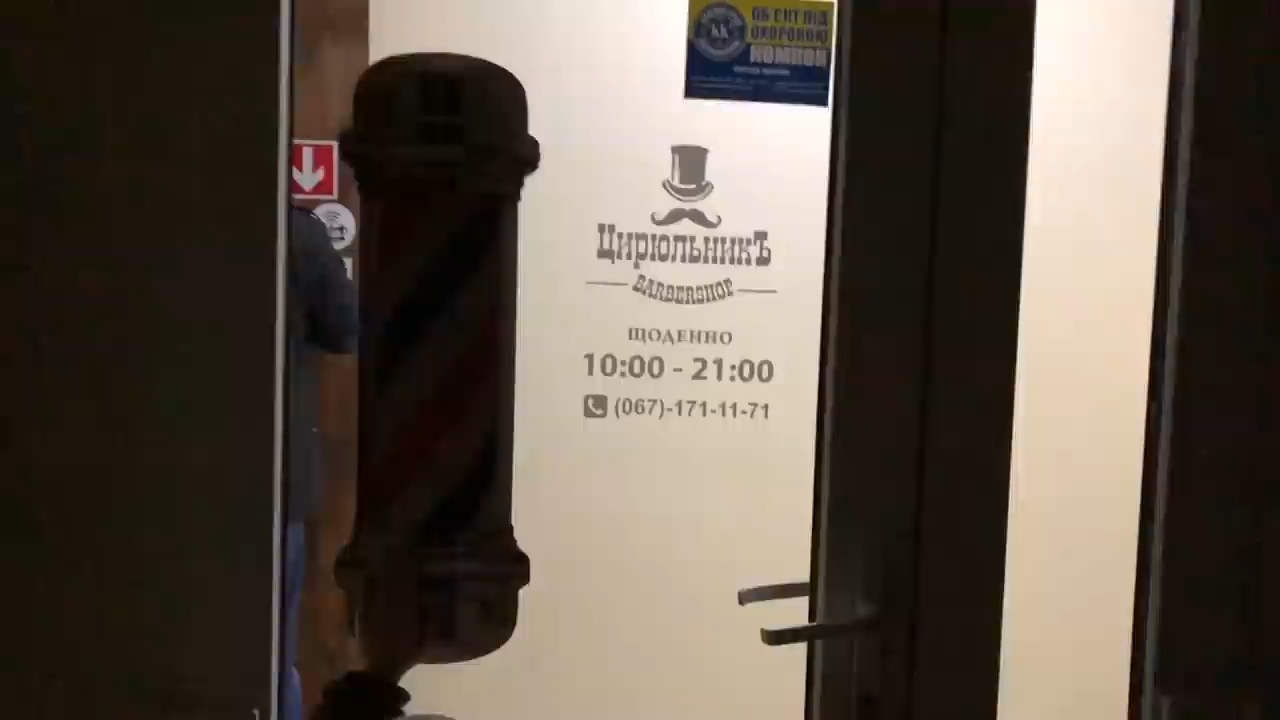 ОБ'ЄКТ ПІД
ОХОРОНОЮ
ЦирюльникЪ
BARBERSHOP
ЩОДЕННО
10:00 - 21:00
(067)-171-11-71